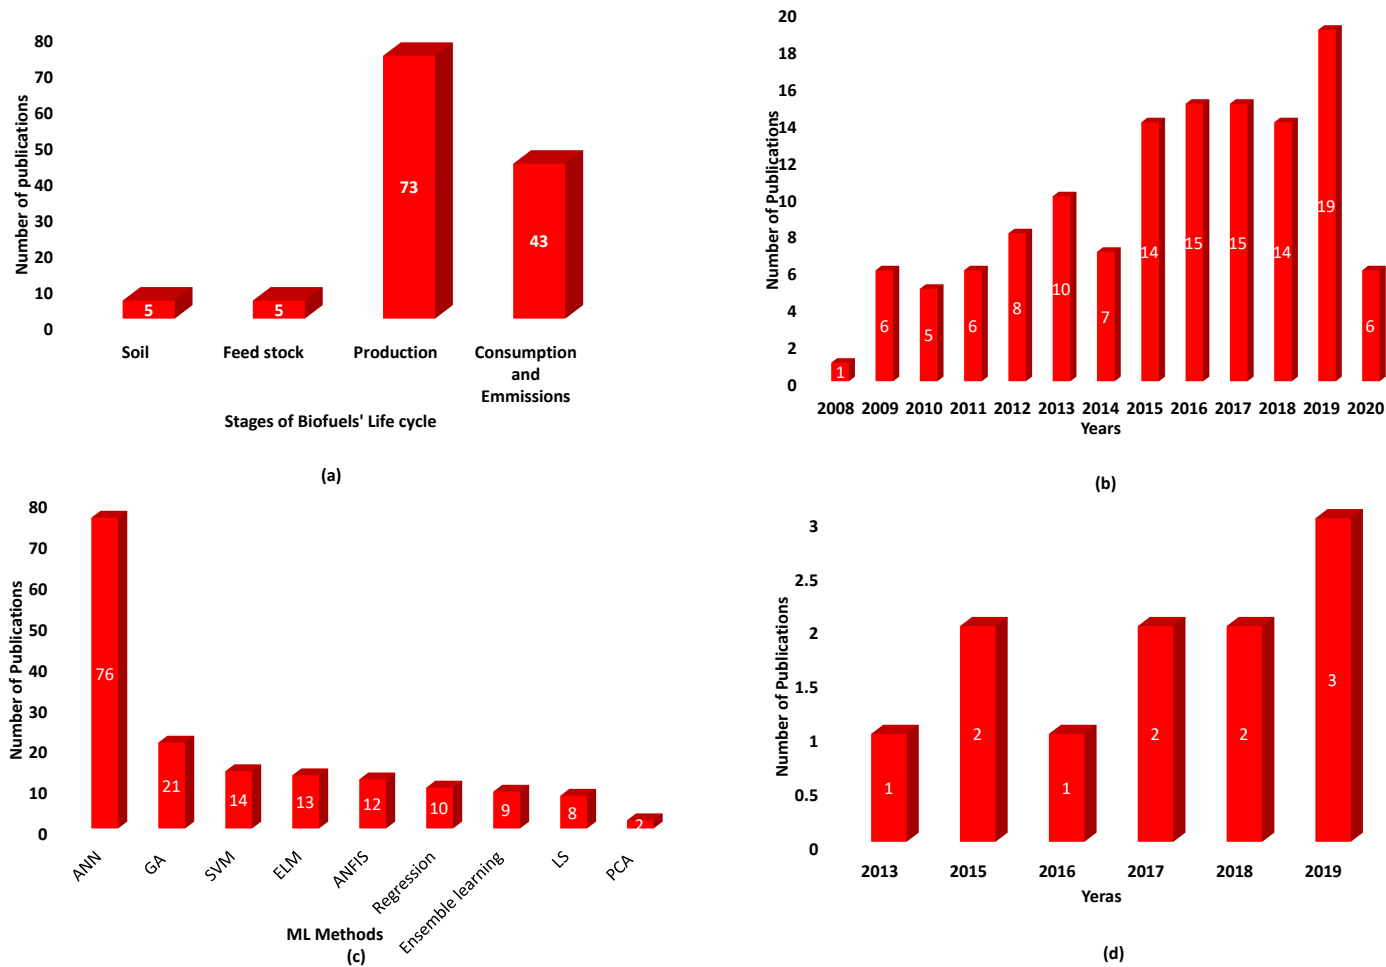 80
70
60
50
40
30
20
10
0
Number of publications
5
5
73
43
Soil
Feed stock
Production
Consumption
and
Emmissions
Stages of Biofuels' Life cycle
(a)
20
18
16
14
12
10
8
6
4
2
0
Number of Publications
1
6
5
6
8
10
7
14
15
15
14
19
6
2008 2009 2010 2011 2012 2013 2014 2015 2016 2017 2018 2019 2020
Years
(b)
80
70
60
50
40
30
20
10
0
Number of Publications
76
21
14
13
12
10
9
8
2
ANN
GA
SVM
ELM
ANFIS
Regression
Ensemble learning
LS
PCA
ML Methods
(c)
3
2.5
2
1.5
1
0.5
0
Number of Publications
1
2
1
2
2
3
2013 2015 2016 2017 2018 2019
Yeras
(d)